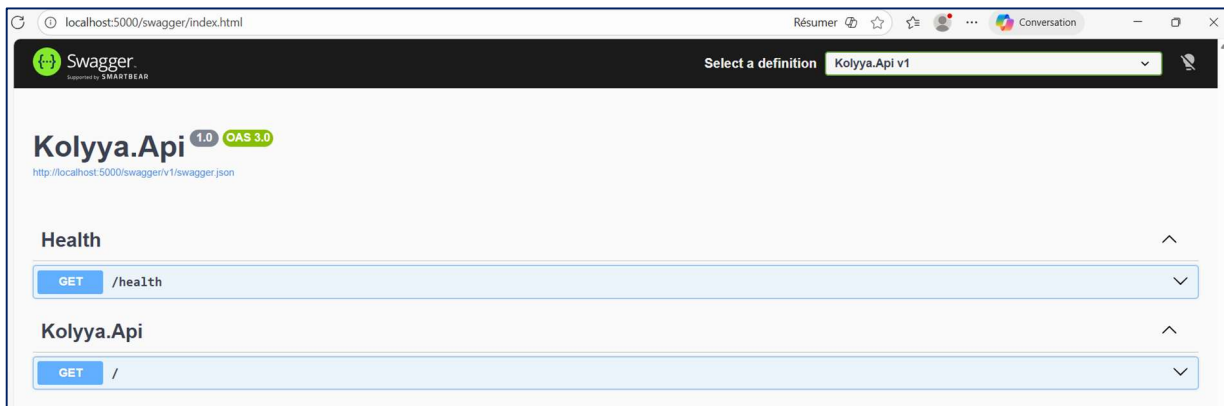 localhost:5000/swagger/index.html Résumer ... Conversation
Swagger.
Supported by SMARTBEAR
Select a definition Kolyya.Api v1
Kolyya.Api 1.0 OAS 3.0
http://localhost:5000/swagger/v1/swagger.json
Health
GET /health
Kolyya.Api
GET /